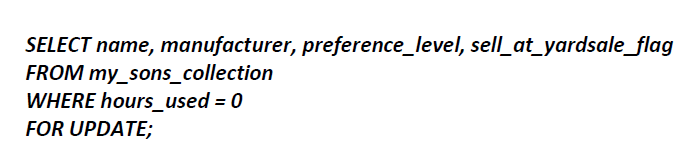 SELECT name, manufacturer, preference_level, sell_at_yardsale_flag
FROM my_sons_collection
WHERE hours_used = 0
FOR UPDATE;